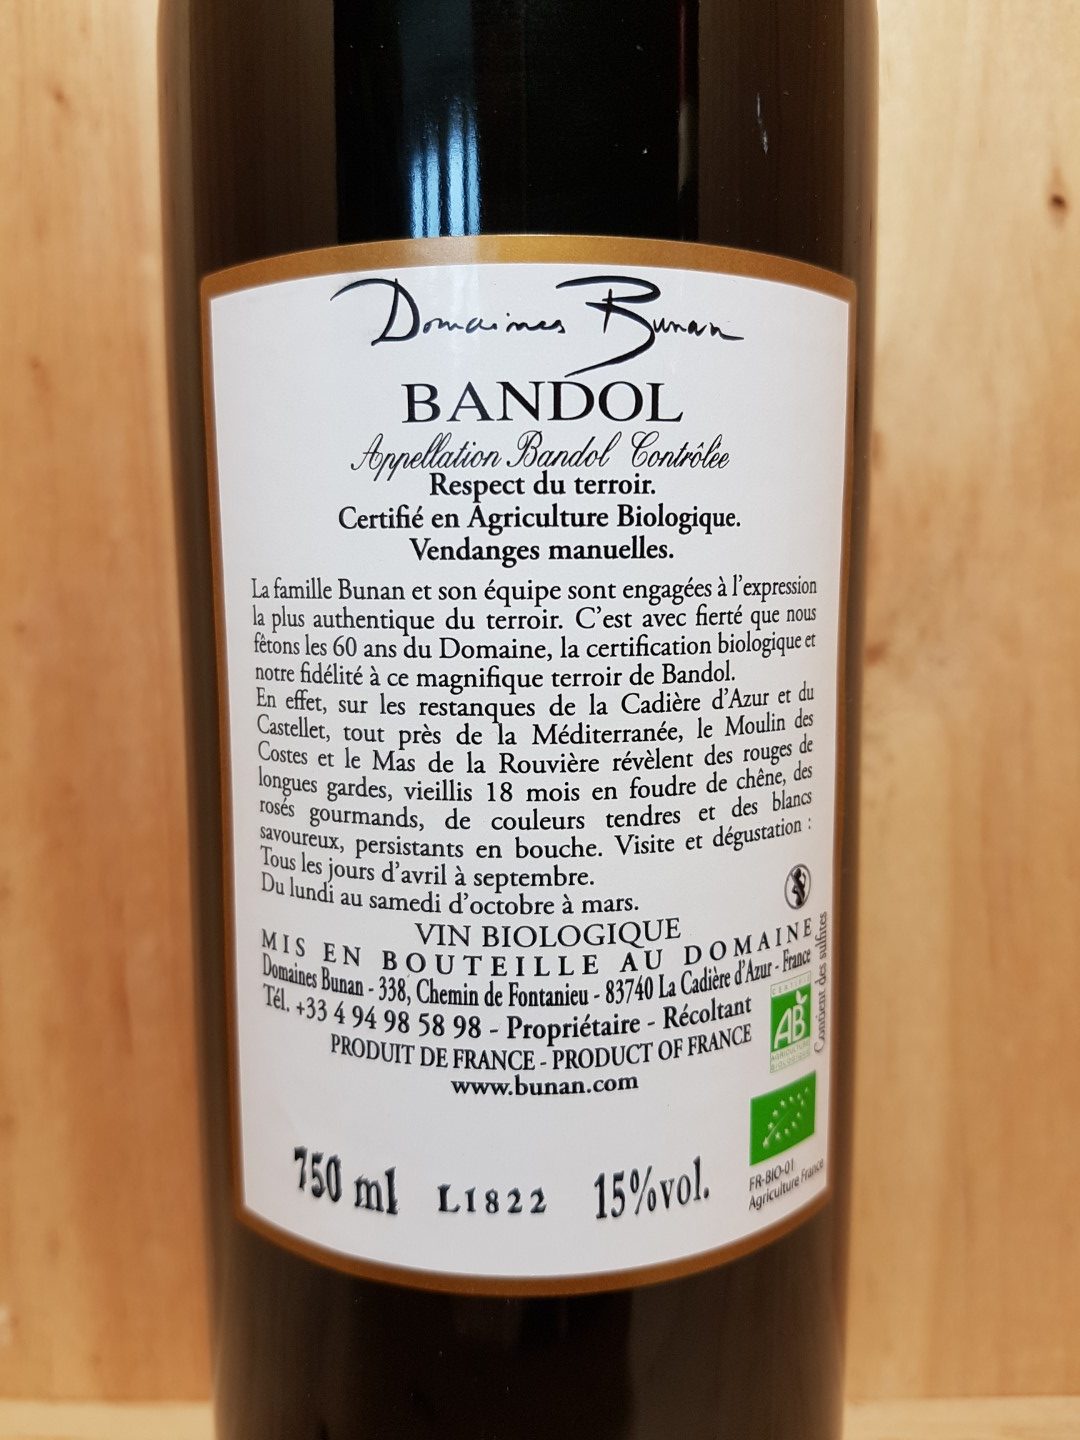 Domaines Bunan
BANDOL
Appellation Bandol Contrôlée
Respect du terroir.
Certifié en Agriculture Biologique.
Vendanges manuelles.
La famille Bunan et son équipe sont engagées à l'expression
la plus authentique du terroir. C'est avec fierté que nous
fêtons les 60 ans du Domaine, la certification biologique et
notre fidélité à ce magnifique terroir de Bandol.
En effet, sur les restanques de la Cadière d'Azur et du
Castellet, tout près de la Méditerranée, le Moulin des
Costes et le Mas de la Rouvière révèlent des rouges de
longues gardes, vieillis 18 mois en foudre de chêne, des
rosés gourmands, de couleurs tendres et des blancs
savoureux, persistants en bouche. Visite et dégustation :
Tous les jours d'avril à septembre.
Du lundi au samedi d'octobre à mars.
VIN BIOLOGIQUE
MIS EN BOUTEILLE AU DOMAINE
Domaines Bunan - 338, Chemin de Fontanieu - 83740 La Cadière d'Azur - France
Tél. +33 4 94 98 58 98 - Propriétaire - Récoltant
PRODUIT DE FRANCE - PRODUCT OF FRANCE
www.bunan.com
Contient des sulfites
CERTIFIÉ
AB
AGRICULTURE
BIOLOGIQUE
FR-BIO-01
Agriculture France
750 ml L1822 15%vol.